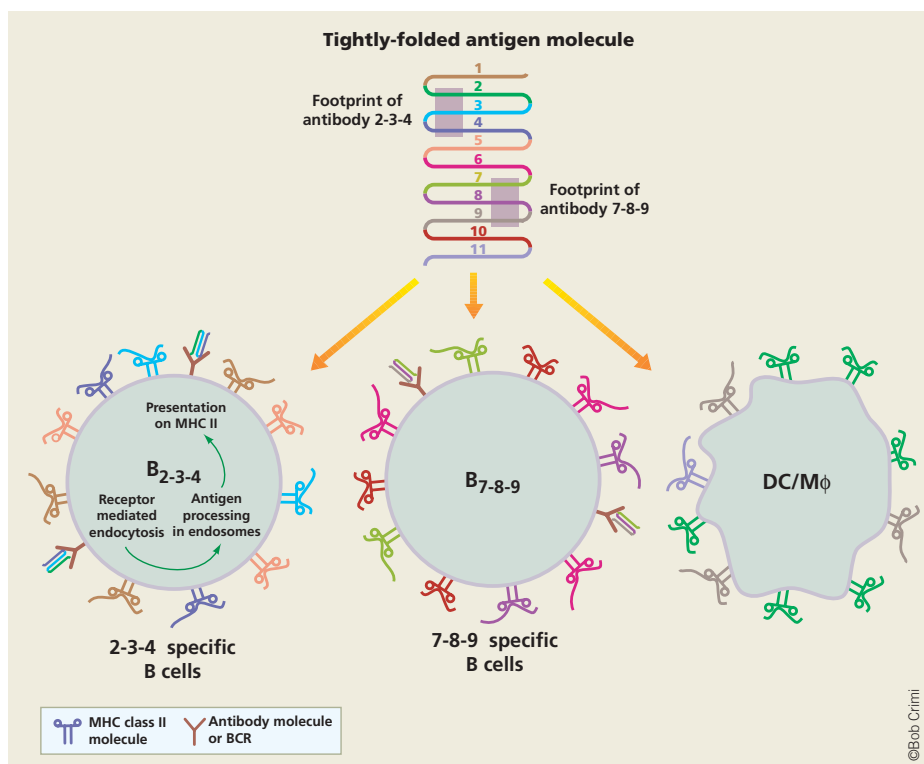 Tightly-folded antigen molecule
1
2
3
4
5
6
7
8
9
10
11
Footprint of
antibody 2-3-4
Footprint of
antibody 7-8-9
Presentation
on MHC II
B2-3-4
Receptor
mediated
endocytosis
Antigen
processing
in endosomes
2-3-4 specific
B cells
B7-8-9
7-8-9 specific
B cells
DC/Mϕ
MHC class II
molecule
Antibody molecule
or BCR
©Bob Crimi